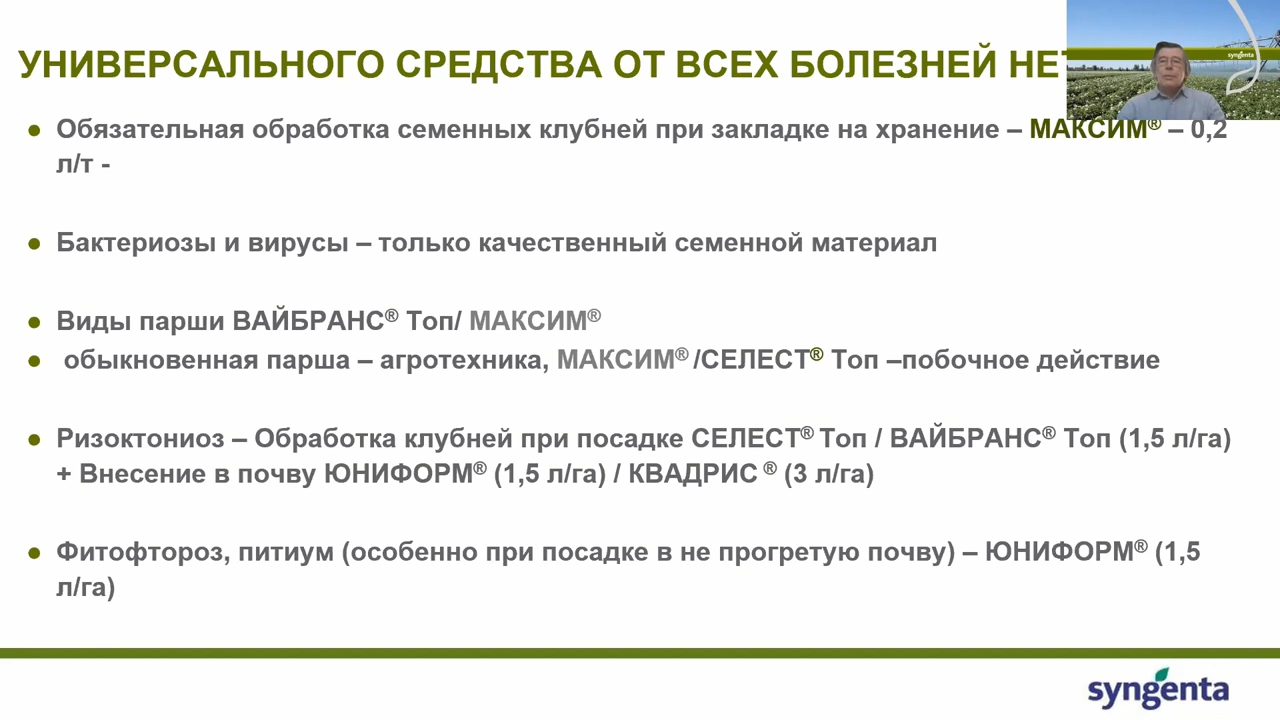 УНИВЕРСАЛЬНОГО СРЕДСТВА ОТ ВСЕХ БОЛЕЗНЕЙ НЕТ
syngenta
● Обязательная обработка семенных клубней при закладке на хранение – МАКСИМ® – 0,2
л/т -
● Бактериозы и вирусы – только качественный семенной материал
● Виды парши ВАЙБРАНС® Топ/ МАКСИМ®
● обыкновенная парша – агротехника, МАКСИМ® /СЕЛЕСТ® Топ –побочное действие
● Ризоктониоз – Обработка клубней при посадке СЕЛЕСТ® Топ / ВАЙБРАНС® Топ (1,5 л/га)
+ Внесение в почву ЮНИФОРМ® (1,5 л/га) / КВАДРИС ® (3 л/га)
● Фитофтороз, питиум (особенно при посадке в не прогретую почву) – ЮНИФОРМ® (1,5
л/га)
syngenta